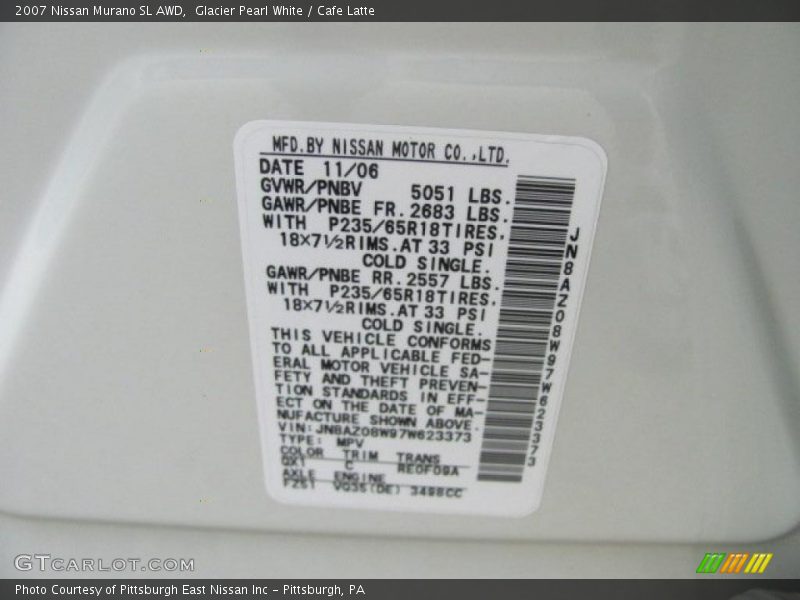 2007 Nissan Murano SL AWD,  Glacier Pearl White / Cafe Latte
MFD.BY NISSAN MOTOR CO.,LTD.
DATE 11/06
GVWR/PNBV 5051 LBS.
GAWR/PNBE FR. 2683 LBS.
WITH P235/65R18TIRES.
18×7½RIMS.AT 33 PSI
COLD SINGLE.
GAWR/PNBE RR. 2557 LBS.
WITH P235/65R18TIRES.
18×7½RIMS.AT 33 PSI
COLD SINGLE.
THIS VEHICLE CONFORMS
TO ALL APPLICABLE FED-
ERAL MOTOR VEHICLE SA-
FETY AND THEFT PREVEN-
TION STANDARDS IN EFF-
ECT ON THE DATE OF MA-
NUFACTURE SHOWN ABOVE.
VIN:JN8AZ08W97W623373
TYPE: MPV
COLOR TRIM TRANS
QX1 C RE0F09A
AXLE ENGINE
FZ51 VQ35(DE) 3498CC
JN8AZ08W97W623373
GTCARLOT.COM
Photo Courtesy of Pittsburgh East Nissan Inc - Pittsburgh, PA